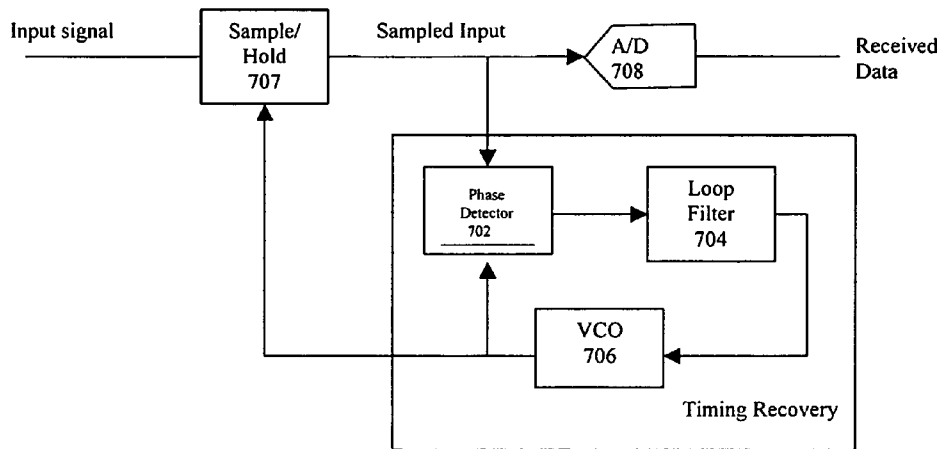 Input signal
Sample/
Hold
707
Sampled Input
A/D
708
Received
Data
Phase
Detector
702
Loop
Filter
704
VCO
706
Timing Recovery